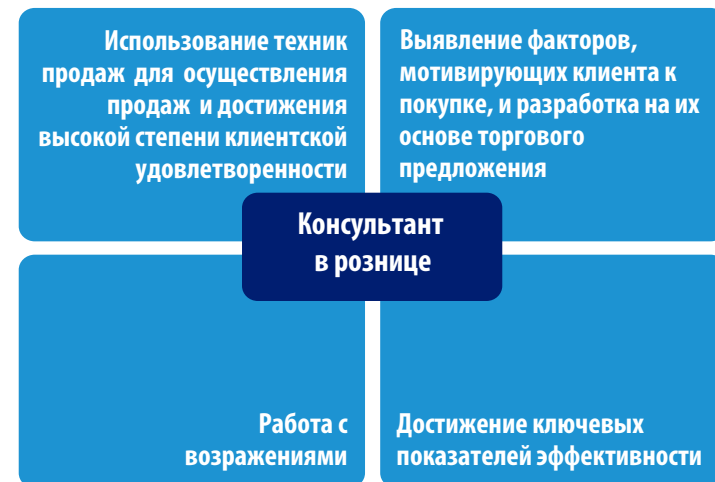 Использование техник
продаж для осуществления
продаж и достижения
высокой степени клиентской
удовлетворенности
Выявление факторов,
мотивирующих клиента к
покупке, и разработка на их
основе торгового
предложения
Консультант
в рознице
Работа с
возражениями
Достижение ключевых
показателей эффективности